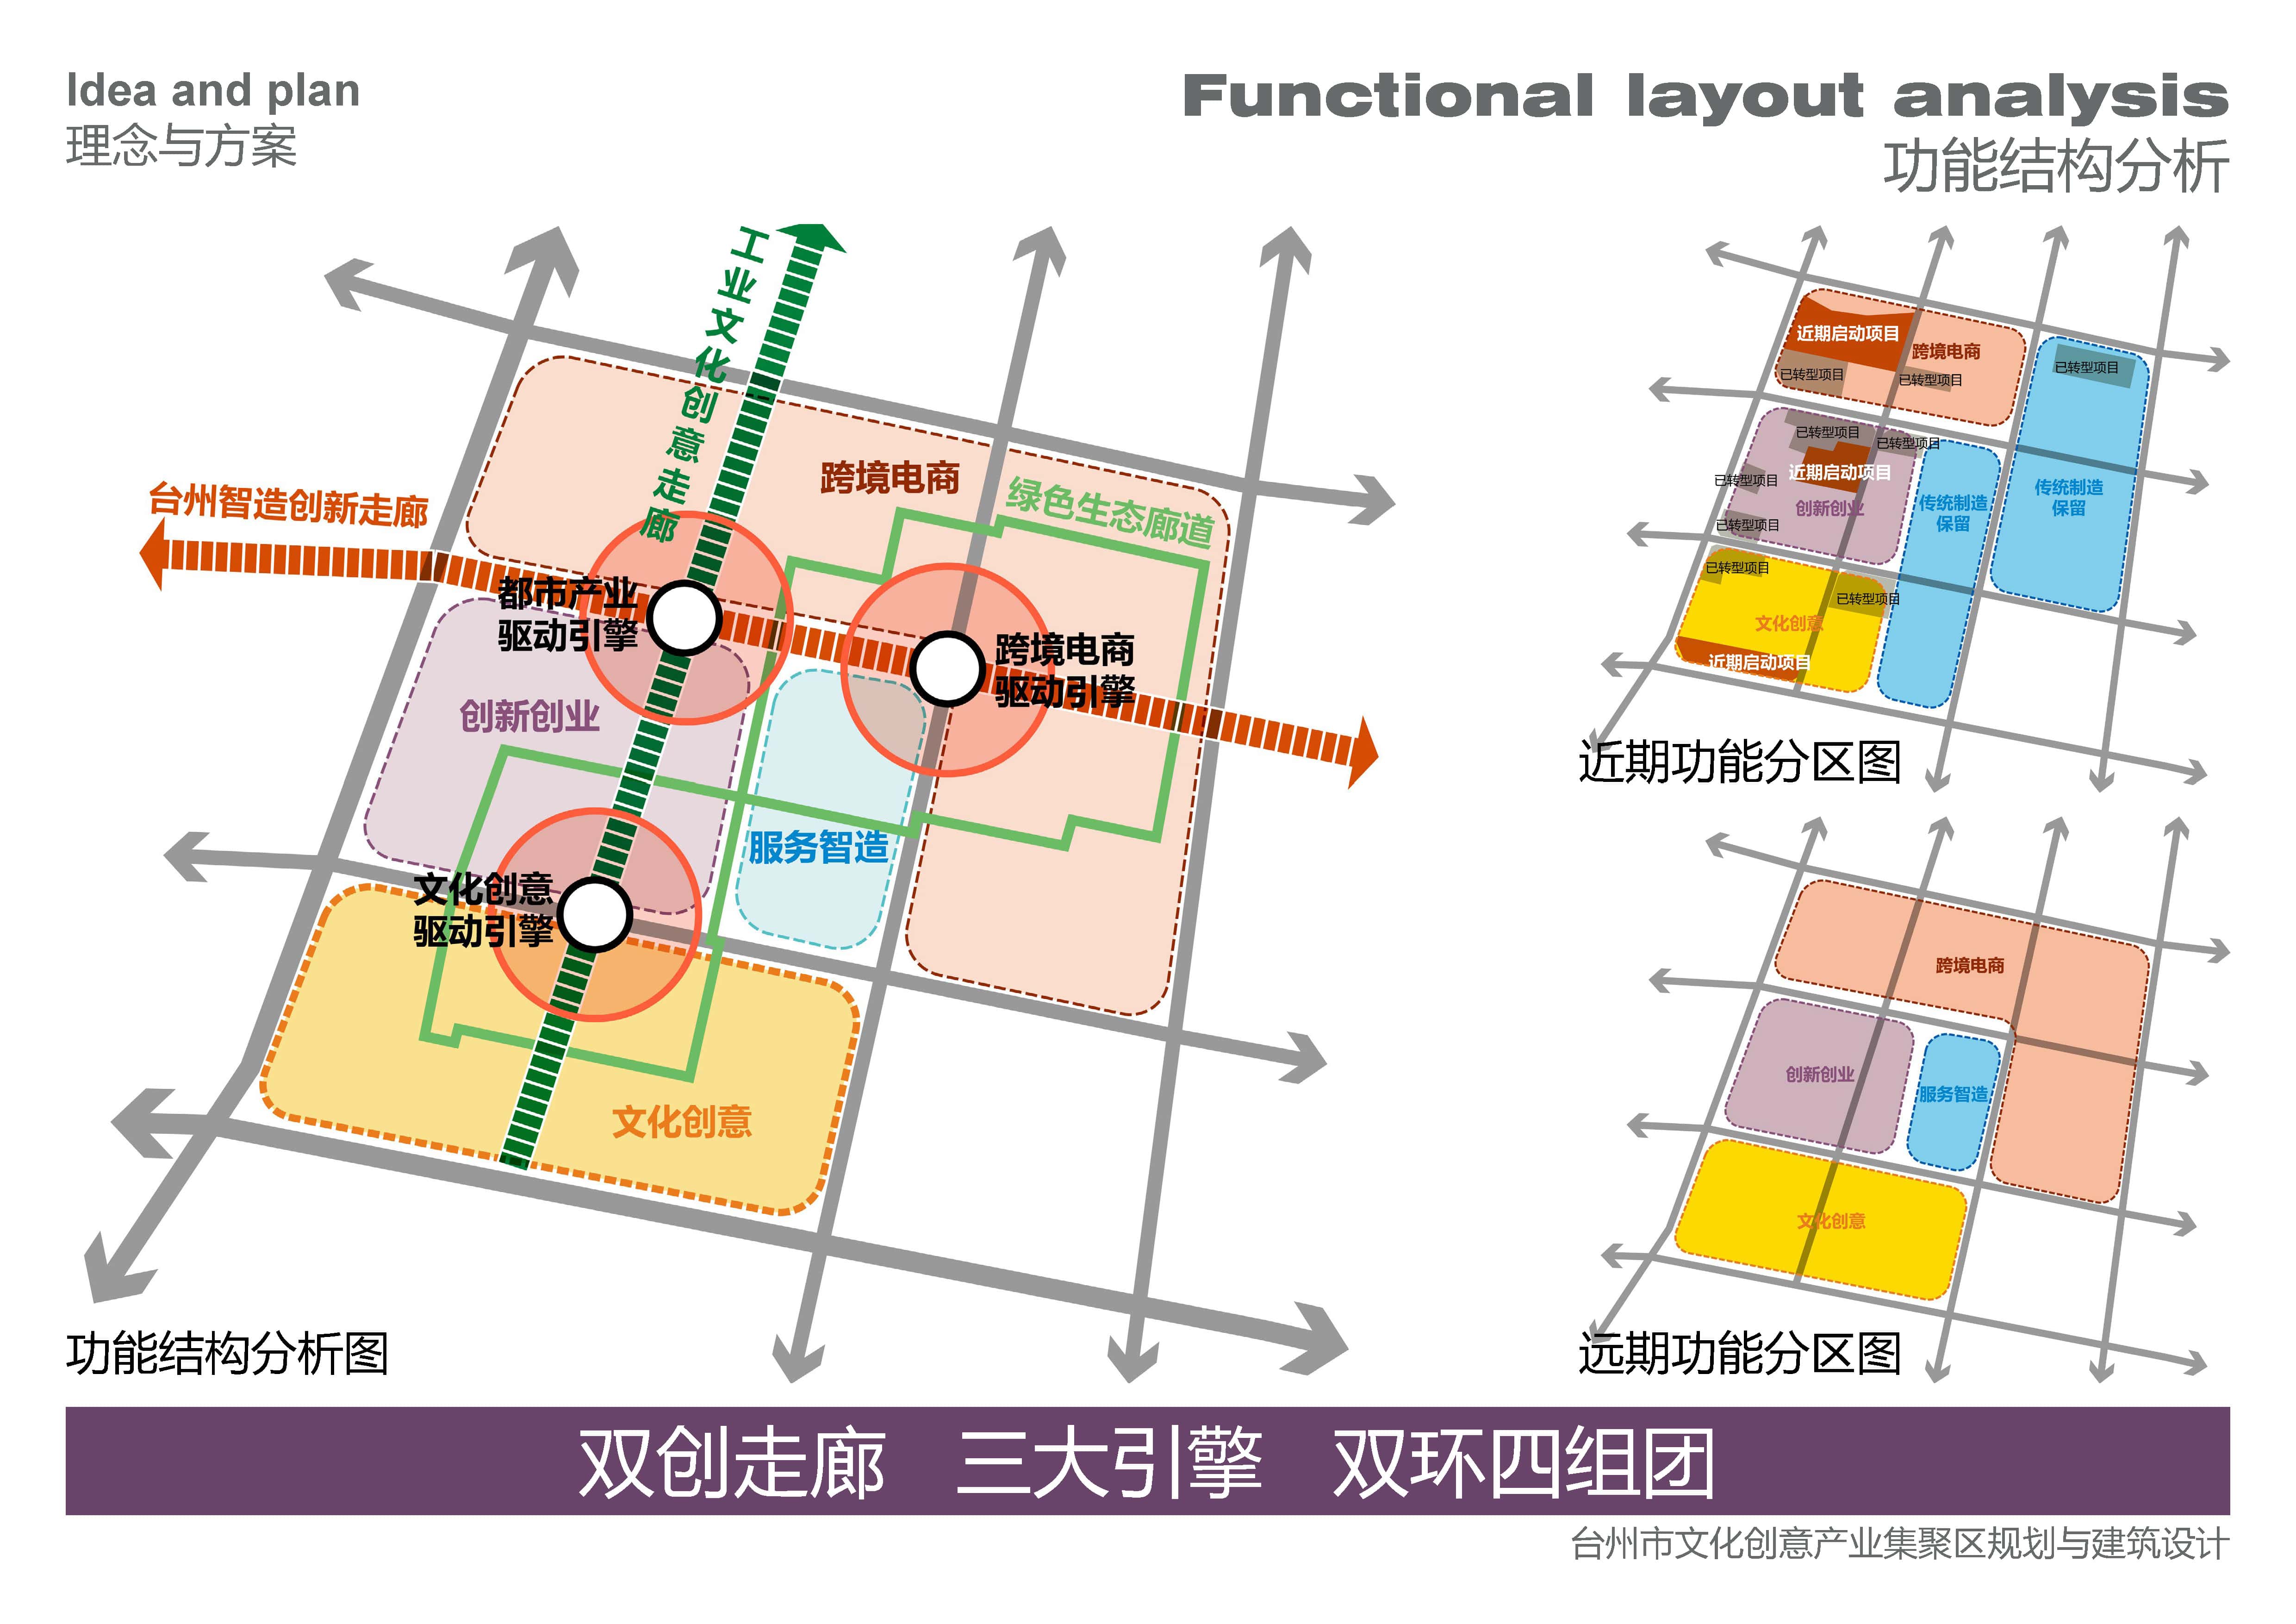 Idea and plan
理念与方案
Functional layout analysis
功能结构分析
工业文化创意走廊
台州智造创新走廊
跨境电商
绿色生态廊道
都市产业
驱动引擎
跨境电商
驱动引擎
创新创业
服务智造
文化创意
驱动引擎
文化创意
功能结构分析图
近期启动项目
跨境电商
已转型项目
已转型项目
已转型项目
已转型项目
已转型项目
近期启动项目
已转型项目
创新创业
已转型项目
传统制造
保留
传统制造
保留
已转型项目
已转型项目
文化创意
近期启动项目
近期功能分区图
跨境电商
创新创业
服务智造
文化创意
远期功能分区图
双创走廊 三大引擎 双环四组团
台州市文化创意产业集聚区规划与建筑设计